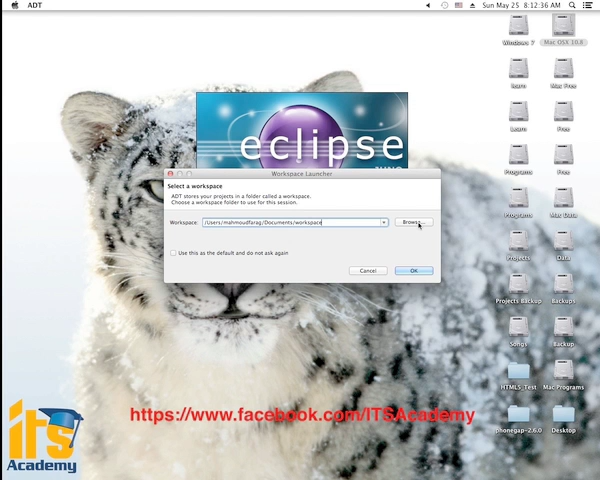 ADT
Sun May 25 8:12:36 AM
eclipse
JUNO
Workspace Launcher
Select a workspace
ADT stores your projects in a folder called a workspace.
Choose a workspace folder to use for this session.
Workspace: /Users/mahmoudfarag/Documents/workspace Browse...
Use this as the default and do not ask again
Cancel OK
Windows 7 Mac OSX 10.8
learn Mac Free
Learn Free
Programs Free
Programs Mac Data
Projects Data
Projects Backup Backups
Songs Backup
HTML5_Test Mac Programs
phonegap-2.6.0 Desktop
https://www.facebook.com/ITSAcademy
its
Academy